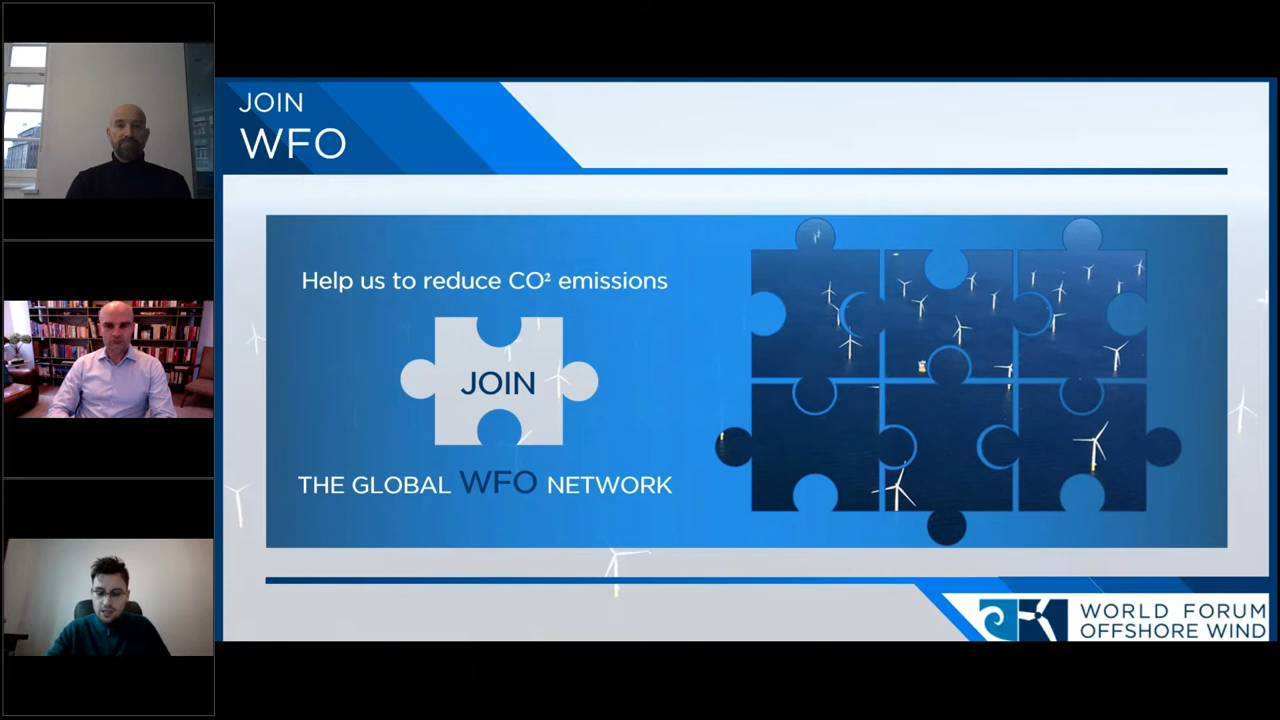 JOIN
WFO
Help us to reduce CO² emissions
JOIN
THE GLOBAL WFO NETWORK
WORLD FORUM
OFFSHORE WIND